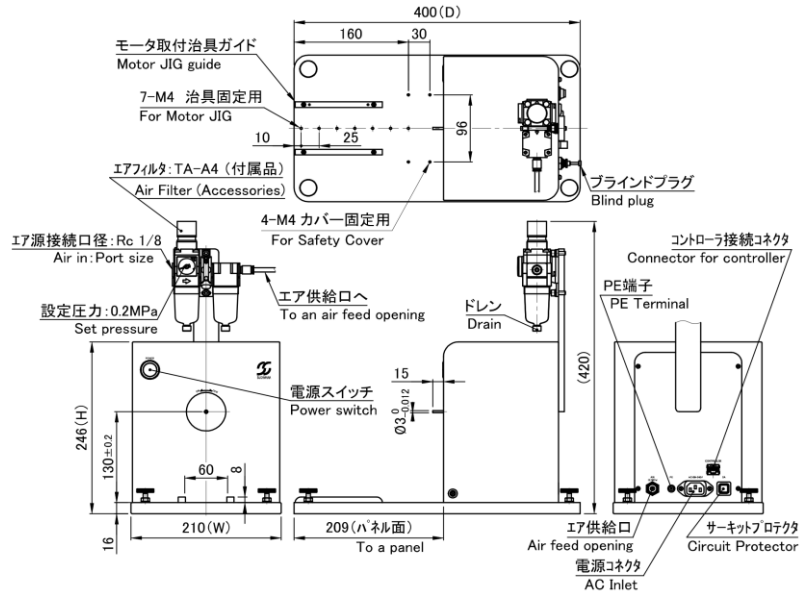 400(D)
160
30
モータ取付治具ガイド
Motor JIG guide
7-M4 治具固定用
For Motor JIG
10
25
96
エアフィルタ:TA-A4 (付属品)
Air Filter (Accessories)
ブラインドプラグ
Blind plug
4-M4 カバー固定用
For Safety Cover
エア源接続口径:Rc 1/8
Air in:Port size
コントローラ接続コネクタ
Connector for controller
PE端子
PE Terminal
設定圧力:0.2MPa
Set pressure
エア供給口へ
To an air feed opening
ドレン
Drain
15
電源スイッチ
Power switch
Ø3 0 -0.012
(420)
246(H)
130±0.2
60
8
16
210(W)
209(パネル面)
To a panel
エア供給口
Air feed opening
サーキットプロテクタ
Circuit Protector
電源コネクタ
AC Inlet